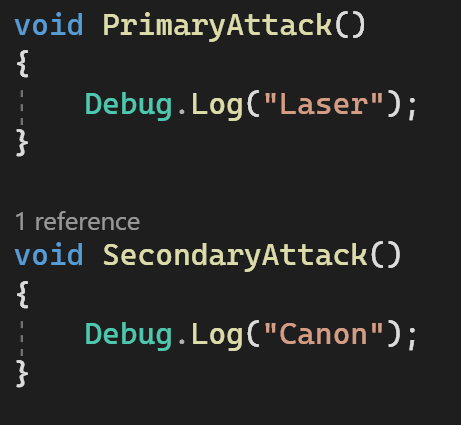 void PrimaryAttack()
{
    Debug.Log("Laser");
}
1 reference
void SecondaryAttack()
{
    Debug.Log("Canon");
}